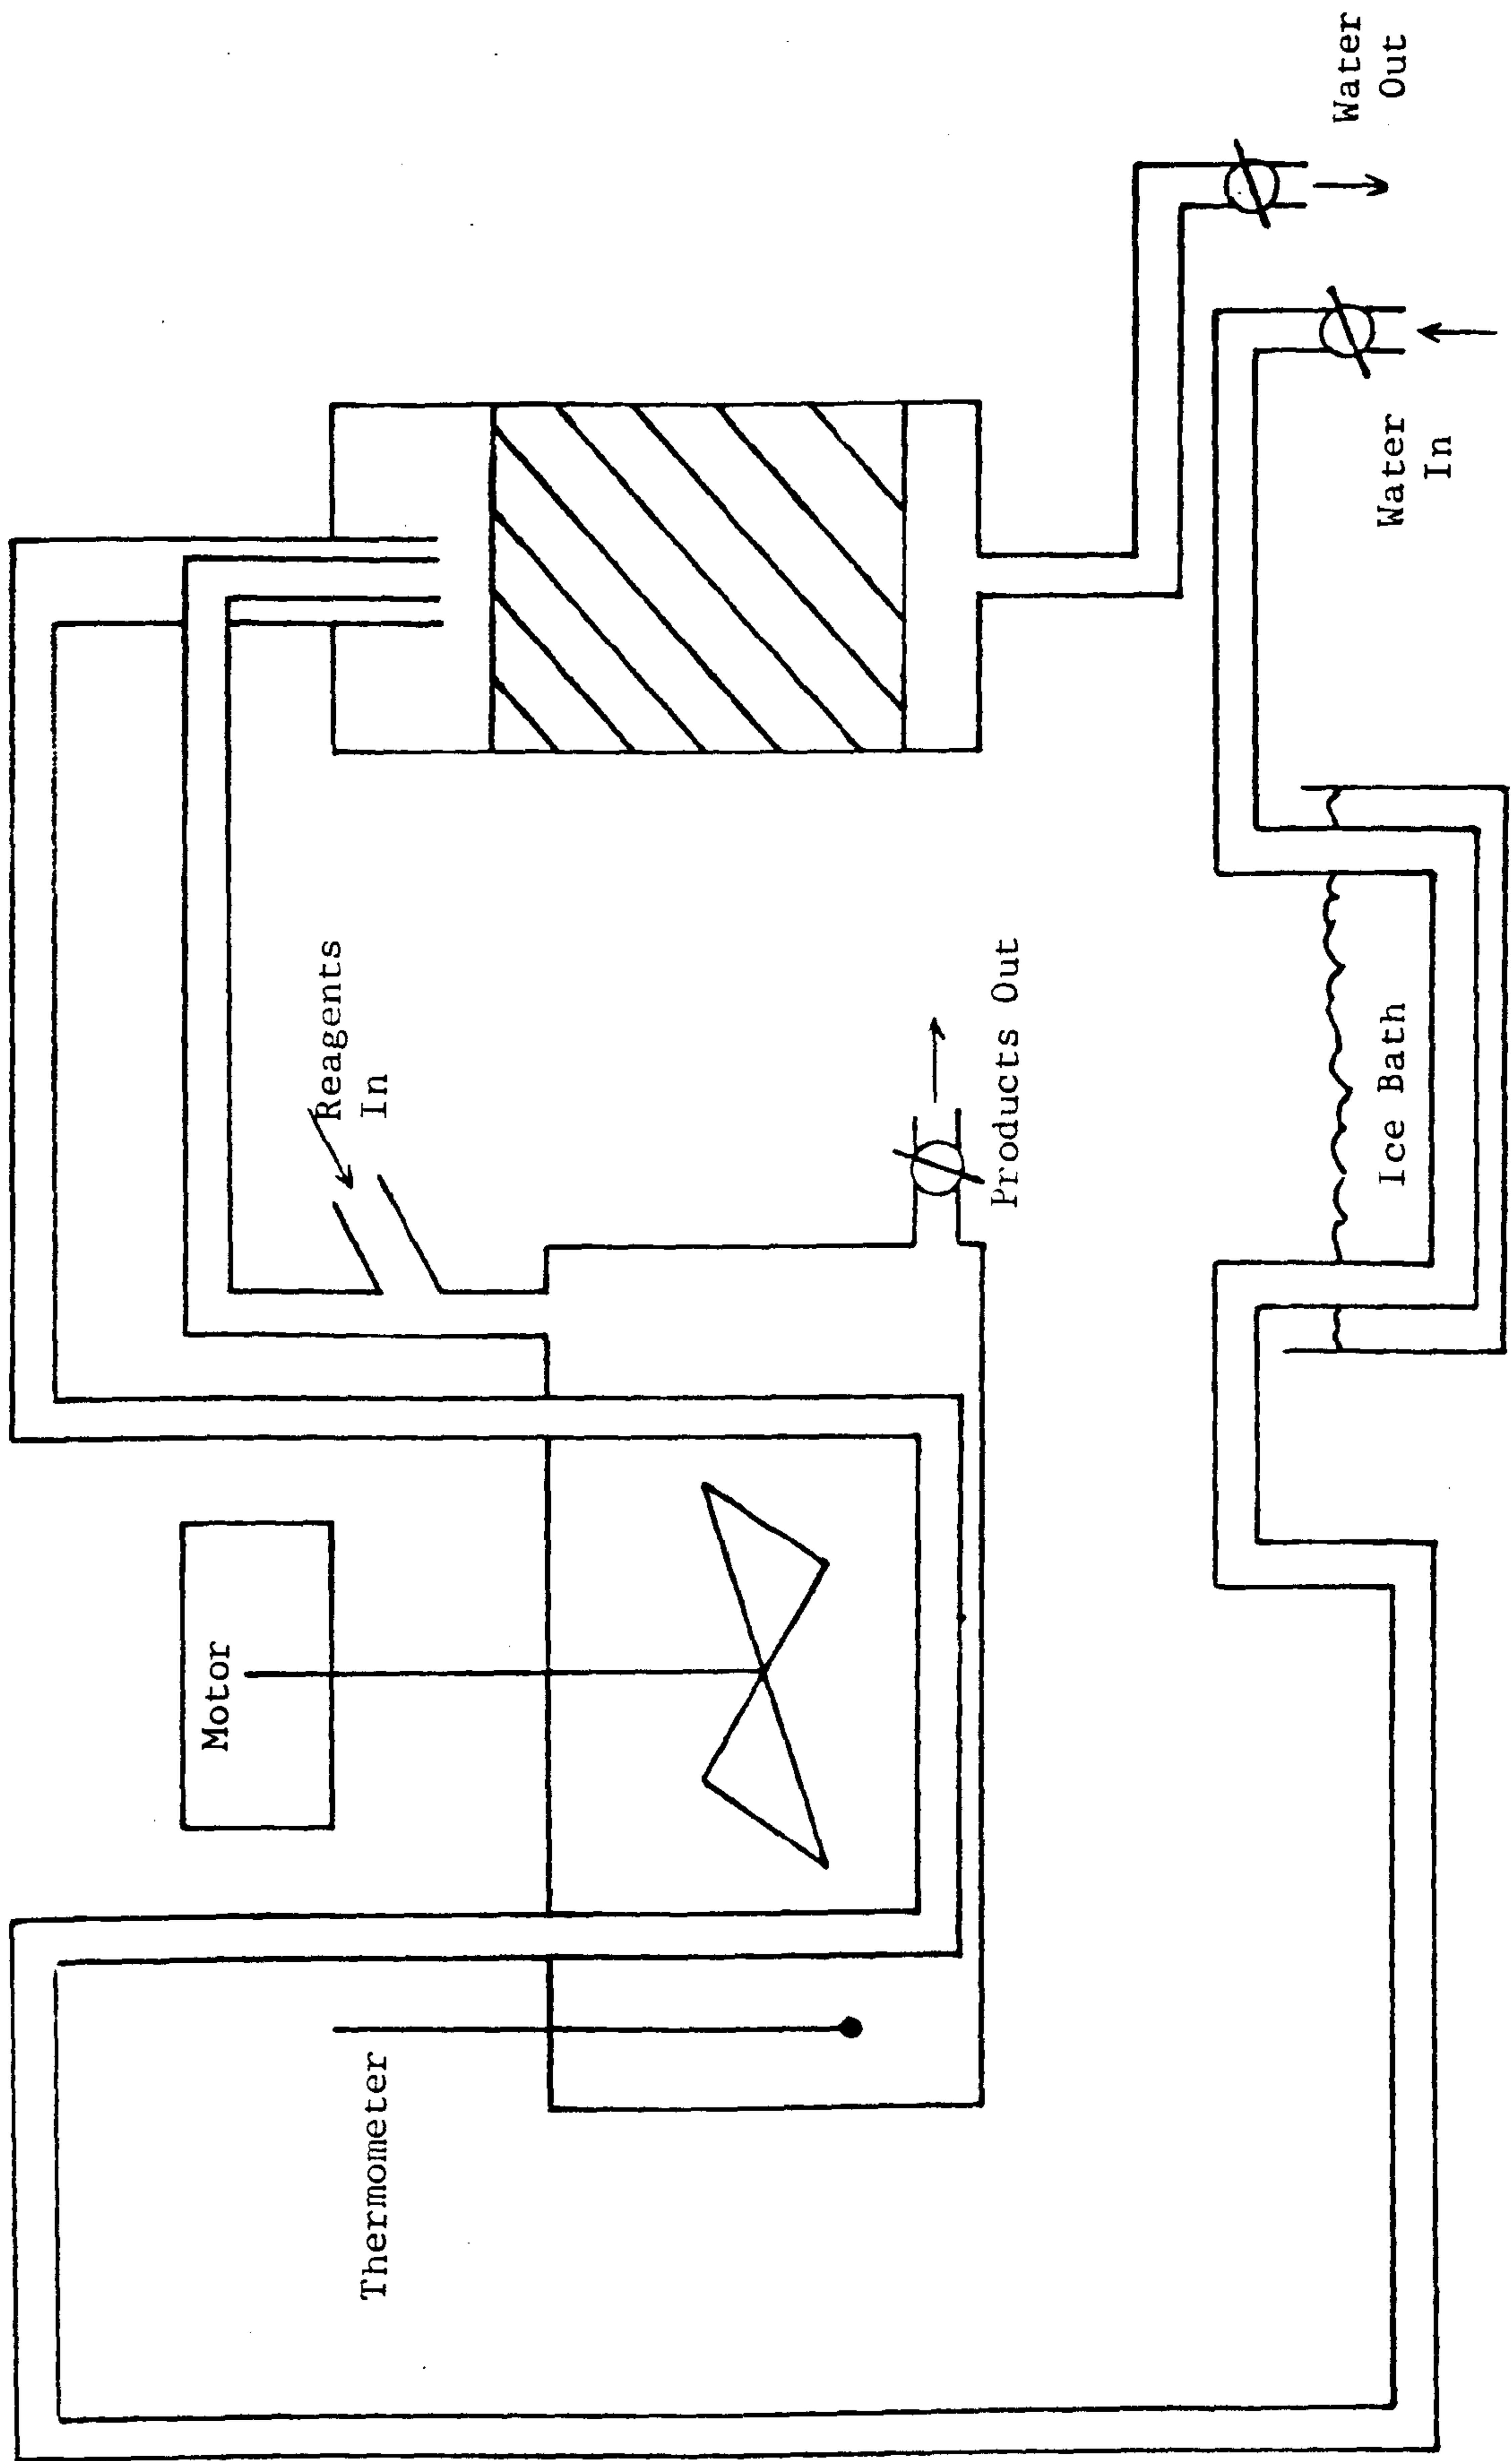 Motor
Thermometer
Reagents
In
Products Out
Ice Bath
Water
In
Water
Out